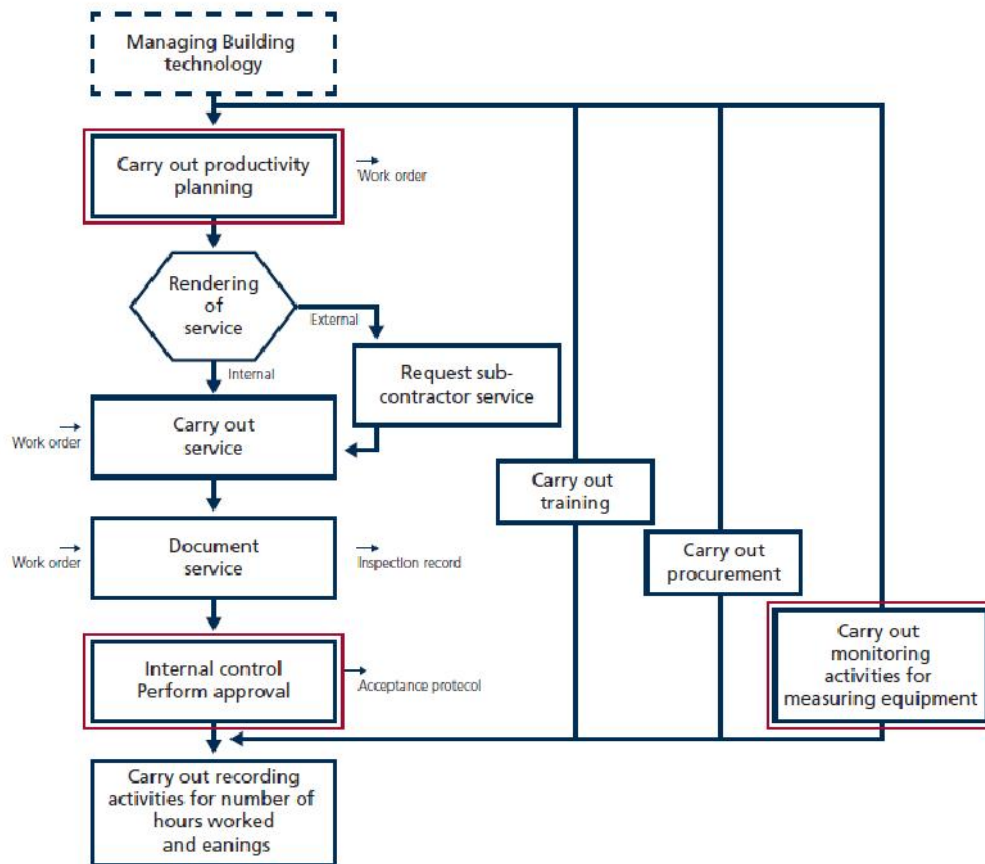 Managing Building
technology
Carry out productivity
planning
Work order
Rendering
of
service
External
Internal
Request sub-
contractor service
Carry out
service
Work order
Carry out
training
Document
service
Work order
Inspection record
Carry out
procurement
Internal control
Perform approval
Acceptance protecol
Carry out
monitoring
activities for
measuring equipment
Carry out recording
activities for number of
hours worked
and eanings